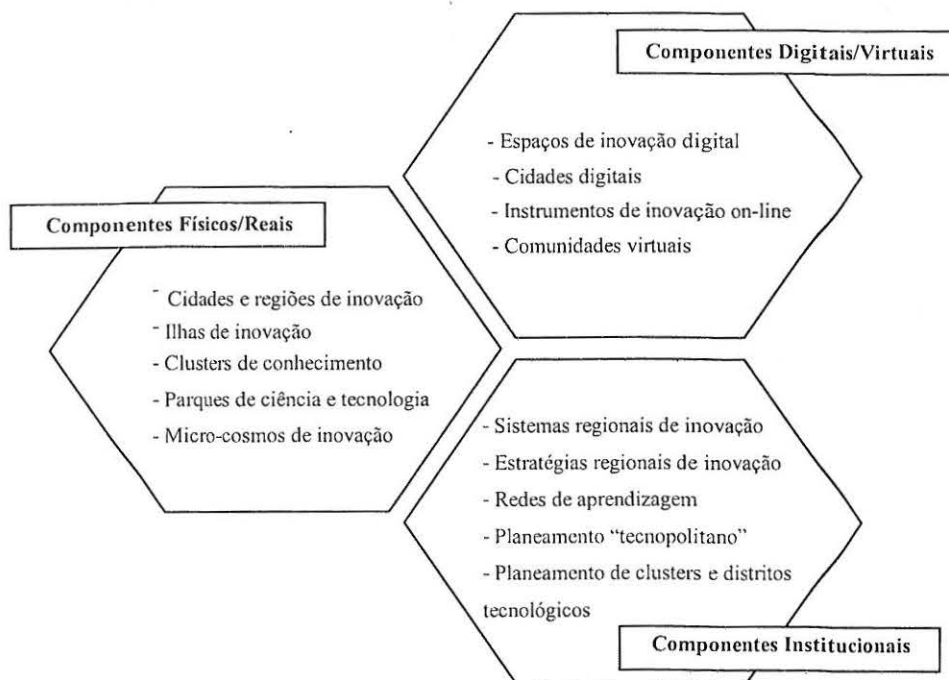 Componentes Digitais/Virtuais
- Espaços de inovação digital
- Cidades digitais
- Instrumentos de inovação on-line
- Comunidades virtuais
Componentes Físicos/Reais
- Cidades e regiões de inovação
- Ilhas de inovação
- Clusters de conhecimento
- Parques de ciência e tecnologia
- Micro-cosmos de inovação
- Sistemas regionais de inovação
- Estratégias regionais de inovação
- Redes de aprendizagem
- Planeamento “tecnopolitano”
- Planeamento de clusters e distritos
tecnológicos
Componentes Institucionais